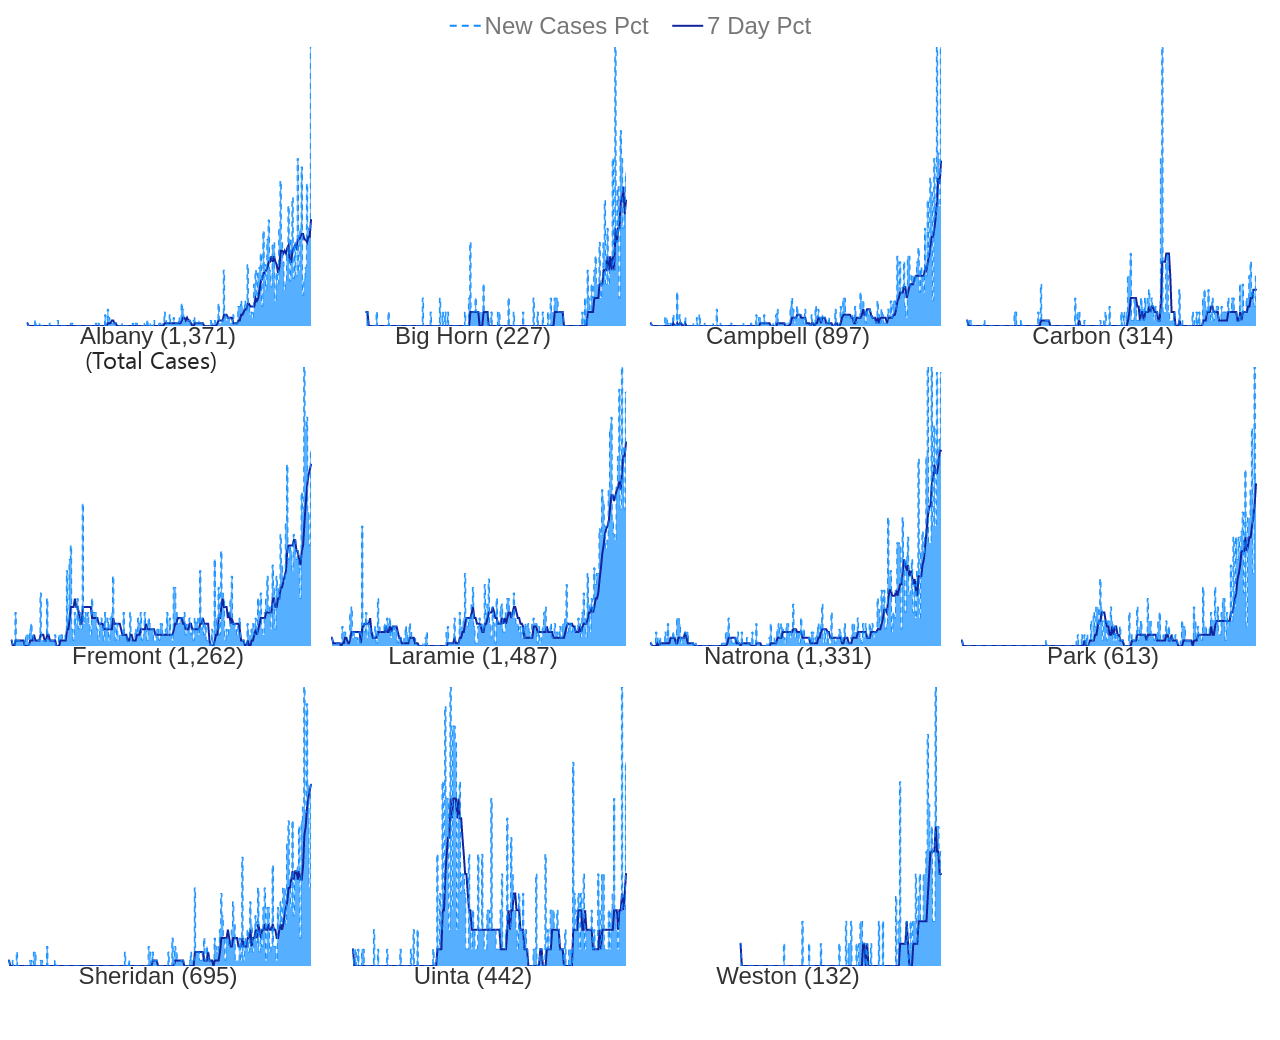 New Cases Pct 7 Day Pct
Albany (1,371) Big Horn (227) Campbell (897) Carbon (314)
(Total Cases)
Fremont (1,262) Laramie (1,487) Natrona (1,331) Park (613)
Sheridan (695) Uinta (442) Weston (132)